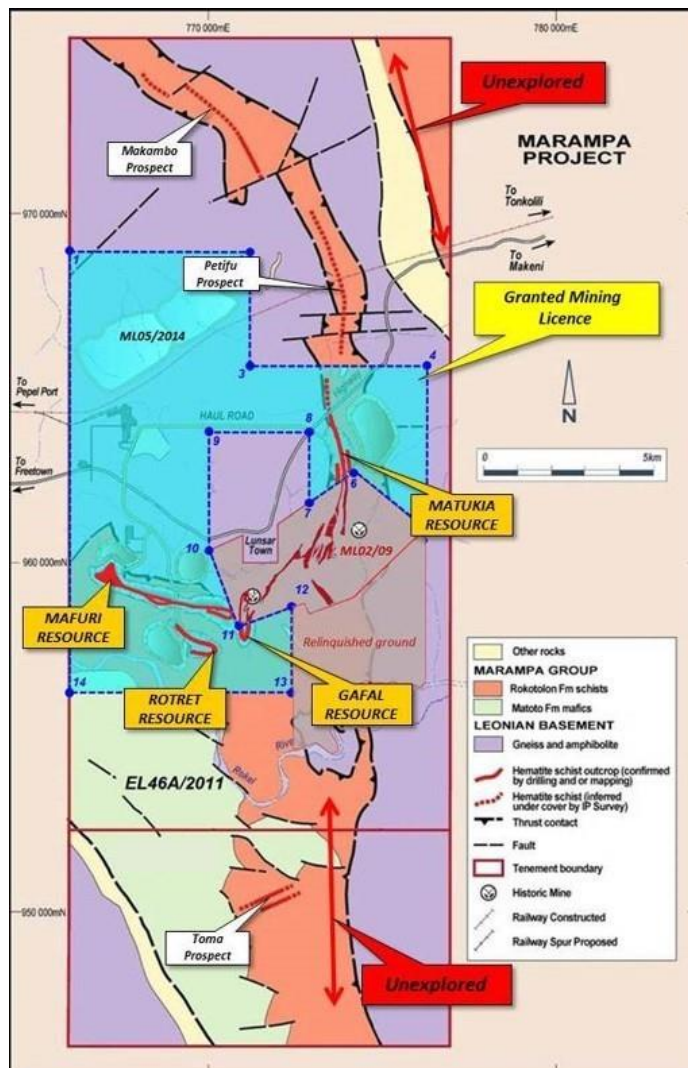 770 000mE
780 000mE
Unexplored
Makambo
Prospect
MARAMPA
PROJECT
970 000mN
To
Tonkolili
To
Makeni
1
Petifu
Prospect
Granted Mining
Licence
ML05/2014
3
4
To
Pepel Port
HAUL ROAD
N
9
8
To
Freetown
0
5km
6
7
MATUKIA
RESOURCE
10
Lunsar
Town
ML02/09
960 000mN
12
MAFURI
RESOURCE
11
Relinquished ground
14
13
ROTRET
RESOURCE
GAFAL
RESOURCE
Rokel
River
EL46A/2011
Other rocks
MARAMPA GROUP
Rokotolon Fm schists
Matoto Fm mafics
LEONIAN BASEMENT
Gneiss and amphibolite
Hematite schist outcrop (confirmed
by drilling and or mapping)
Hematite schist (inferred
under cover by IP Survey)
Thrust contact
Fault
Tenement boundary
Historic Mine
Railway Constructed
Railway Spur Proposed
950 000mN
Toma
Prospect
Unexplored